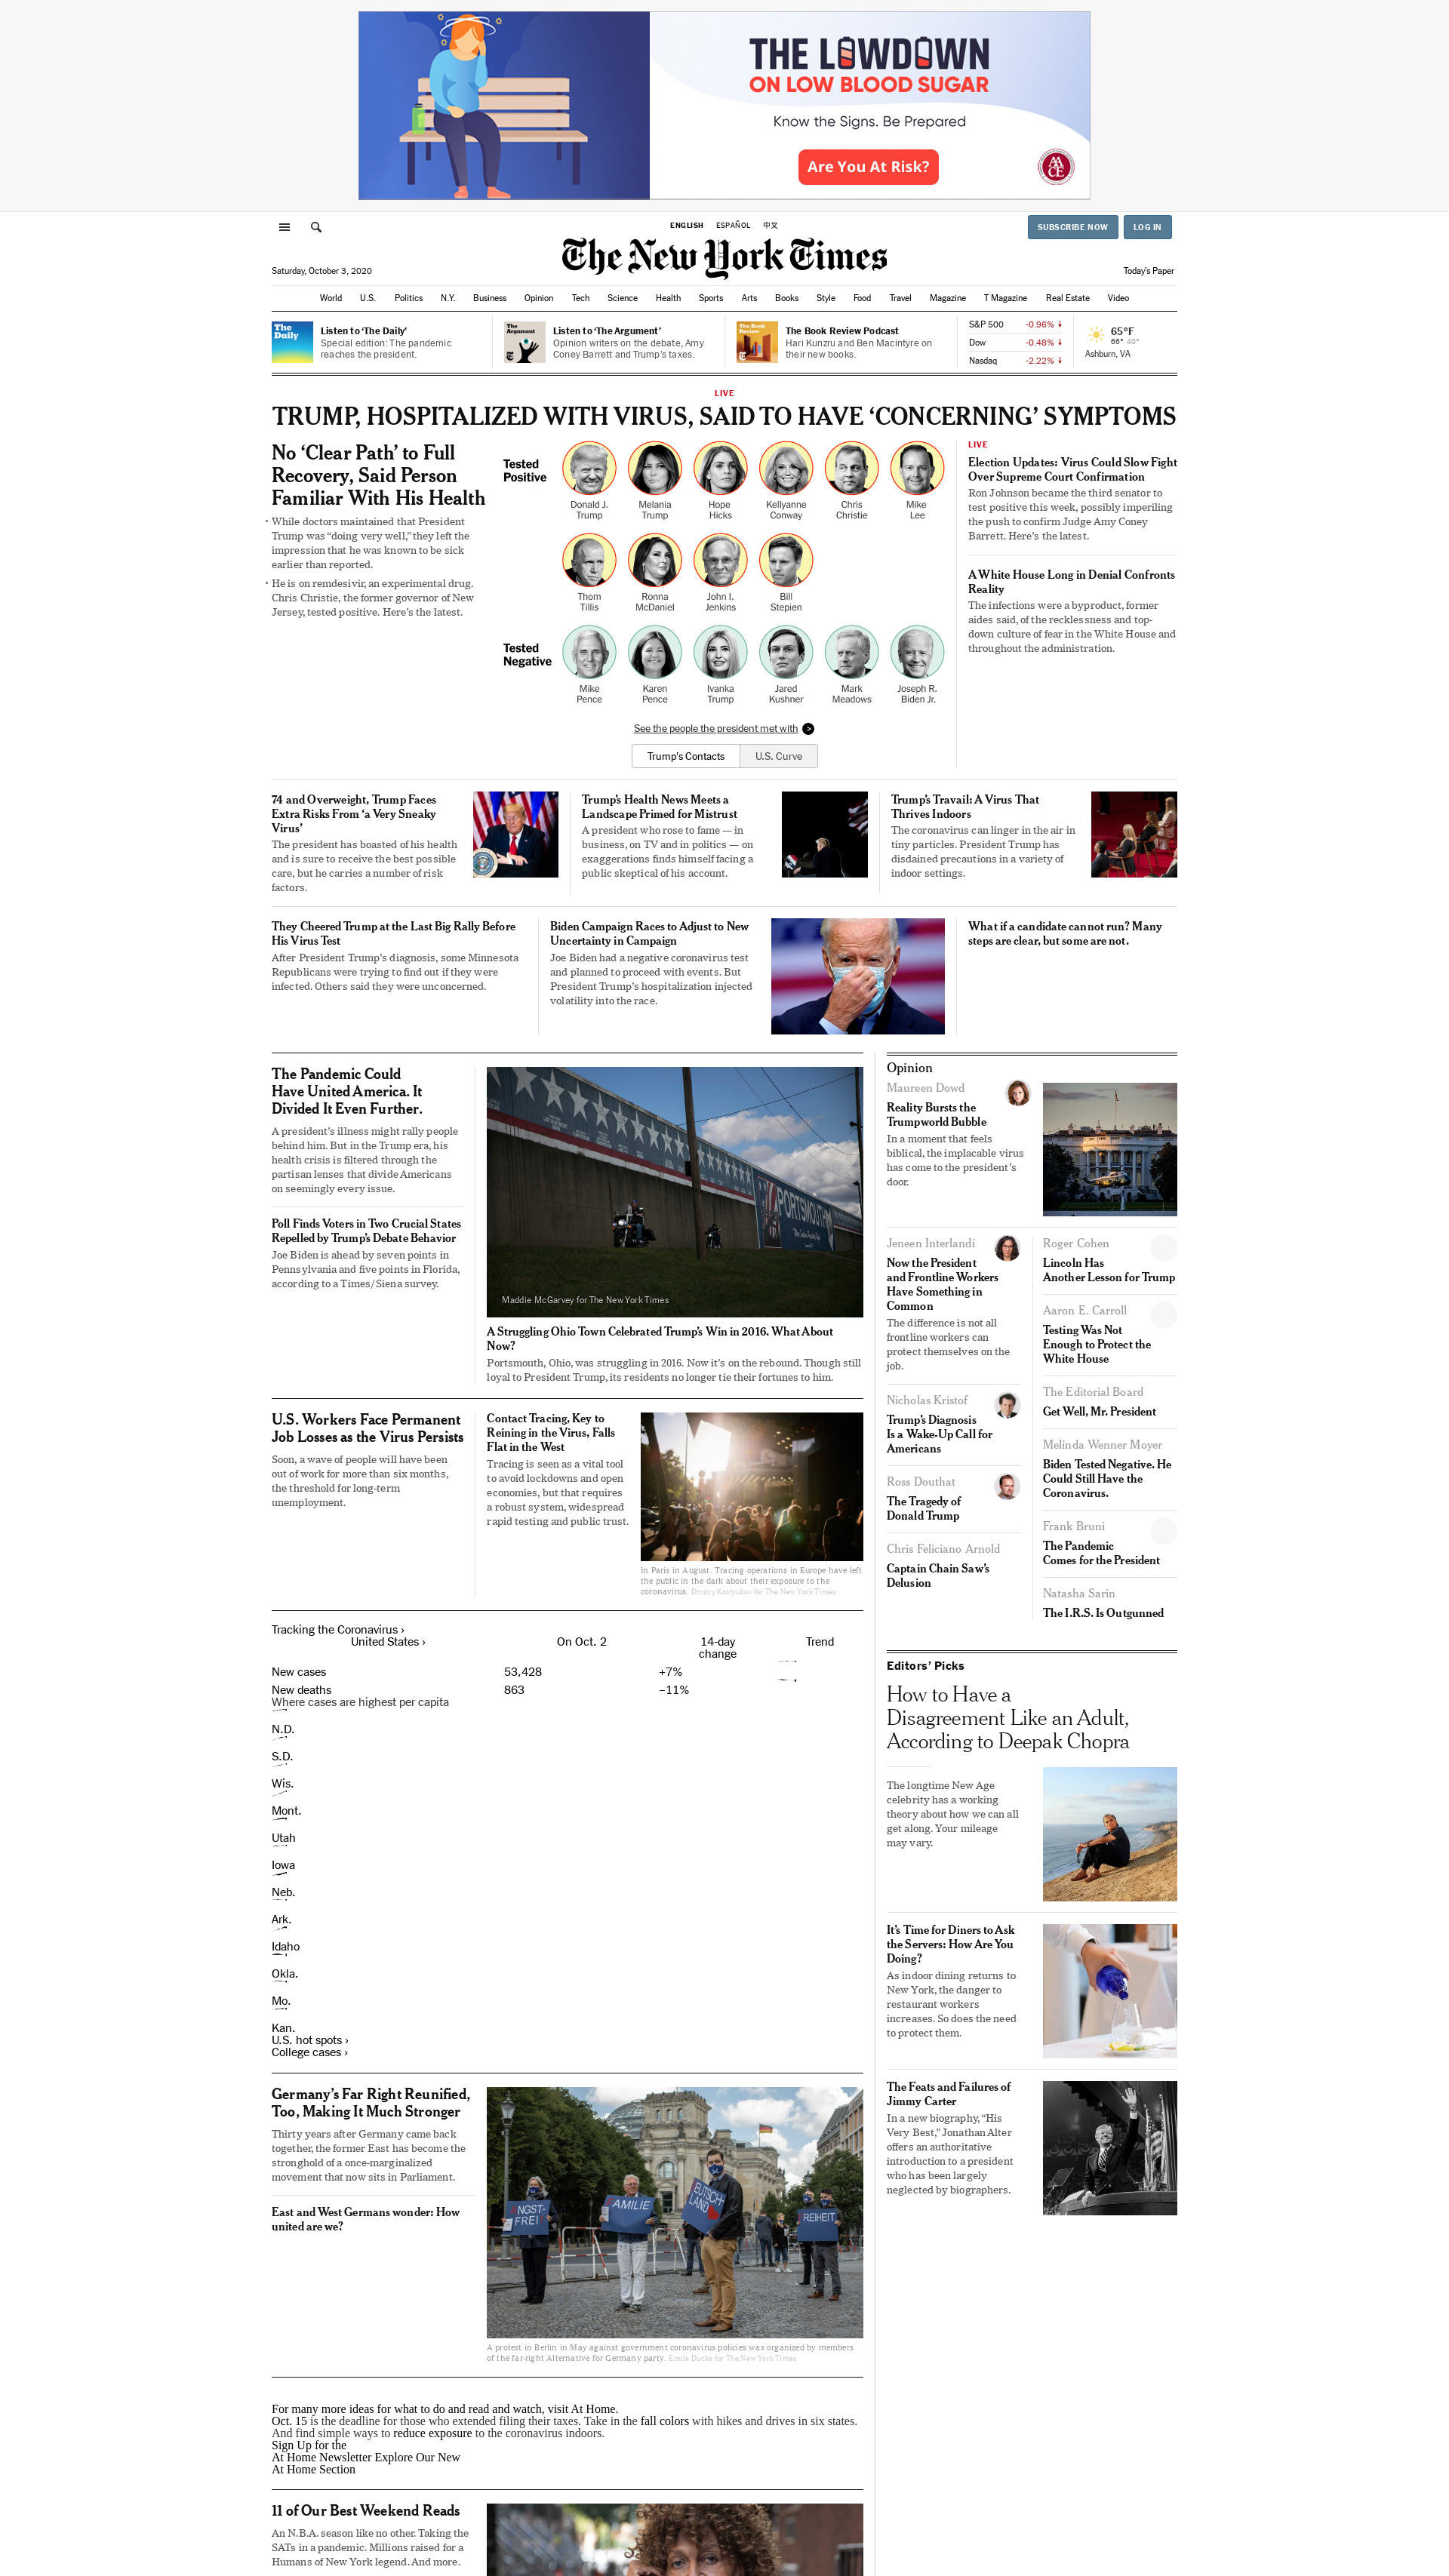 THE LOWDOWN
ON LOW BLOOD SUGAR
Know the Signs. Be Prepared
Are You At Risk?
AACE
ENGLISH ESPAÑOL 中文
SUBSCRIBE NOW LOG IN
The New York Times
Saturday, October 3, 2020
Today's Paper
World U.S. Politics N.Y. Business Opinion Tech Science Health Sports Arts Books Style Food Travel Magazine T Magazine Real Estate Video
The Daily
Listen to ‘The Daily’
Special edition: The pandemic
reaches the president.
The Argument
Listen to ‘The Argument’
Opinion writers on the debate, Amy
Coney Barrett and Trump’s taxes.
The Book Review
The Book Review Podcast
Hari Kunzru and Ben Macintyre on
their new books.
S&P 500 -0.96% ↓
Dow -0.48% ↓
Nasdaq -2.22% ↓
65°F
66° 40°
Ashburn, VA
LIVE
TRUMP, HOSPITALIZED WITH VIRUS, SAID TO HAVE ‘CONCERNING’ SYMPTOMS
No ‘Clear Path’ to Full
Recovery, Said Person
Familiar With His Health
• While doctors maintained that President
Trump was “doing very well,” they left the
impression that he was known to be sick
earlier than reported.
• He is on remdesivir, an experimental drug.
Chris Christie, the former governor of New
Jersey, tested positive. Here’s the latest.
Tested
Positive
Donald J.
Trump
Melania
Trump
Hope
Hicks
Kellyanne
Conway
Chris
Christie
Mike
Lee
Thom
Tillis
Ronna
McDaniel
John I.
Jenkins
Bill
Stepien
Tested
Negative
Mike
Pence
Karen
Pence
Ivanka
Trump
Jared
Kushner
Mark
Meadows
Joseph R.
Biden Jr.
See the people the president met with >
Trump's Contacts U.S. Curve
LIVE
Election Updates: Virus Could Slow Fight
Over Supreme Court Confirmation
Ron Johnson became the third senator to
test positive this week, possibly imperiling
the push to confirm Judge Amy Coney
Barrett. Here’s the latest.
A White House Long in Denial Confronts
Reality
The infections were a byproduct, former
aides said, of the recklessness and top-
down culture of fear in the White House and
throughout the administration.
74 and Overweight, Trump Faces
Extra Risks From ‘a Very Sneaky
Virus’
The president has boasted of his health
and is sure to receive the best possible
care, but he carries a number of risk
factors.
Trump’s Health News Meets a
Landscape Primed for Mistrust
A president who rose to fame — in
business, on TV and in politics — on
exaggerations finds himself facing a
public skeptical of his account.
Trump’s Travail: A Virus That
Thrives Indoors
The coronavirus can linger in the air in
tiny particles. President Trump has
disdained precautions in a variety of
indoor settings.
They Cheered Trump at the Last Big Rally Before
His Virus Test
After President Trump’s diagnosis, some Minnesota
Republicans were trying to find out if they were
infected. Others said they were unconcerned.
Biden Campaign Races to Adjust to New
Uncertainty in Campaign
Joe Biden had a negative coronavirus test
and planned to proceed with events. But
President Trump’s hospitalization injected
volatility into the race.
What if a candidate cannot run? Many
steps are clear, but some are not.
The Pandemic Could
Have United America. It
Divided It Even Further.
A president’s illness might rally people
behind him. But in the Trump era, his
health crisis is filtered through the
partisan lenses that divide Americans
on seemingly every issue.
Poll Finds Voters in Two Crucial States
Repelled by Trump’s Debate Behavior
Joe Biden is ahead by seven points in
Pennsylvania and five points in Florida,
according to a Times/Siena survey.
PORTSMOUTH
Maddie McGarvey for The New York Times
A Struggling Ohio Town Celebrated Trump’s Win in 2016. What About
Now?
Portsmouth, Ohio, was struggling in 2016. Now it’s on the rebound. Though still
loyal to President Trump, its residents no longer tie their fortunes to him.
U.S. Workers Face Permanent
Job Losses as the Virus Persists
Soon, a wave of people will have been
out of work for more than six months,
the threshold for long-term
unemployment.
Contact Tracing, Key to
Reining in the Virus, Falls
Flat in the West
Tracing is seen as a vital tool
to avoid lockdowns and open
economies, but that requires
a robust system, widespread
rapid testing and public trust.
In Paris in August. Tracing operations in Europe have left
the public in the dark about their exposure to the
coronavirus. Dmitry Kostyukov for The New York Times
Tracking the Coronavirus ›
United States › On Oct. 2 14-day
change Trend
New cases 53,428 +7%
New deaths 863 –11%
Where cases are highest per capita
N.D.
S.D.
Wis.
Mont.
Utah
Iowa
Neb.
Ark.
Idaho
Okla.
Mo.
Kan.
U.S. hot spots ›
College cases ›
Germany’s Far Right Reunified,
Too, Making It Much Stronger
Thirty years after Germany came back
together, the former East has become the
stronghold of a once-marginalized
movement that now sits in Parliament.
East and West Germans wonder: How
united are we?
NGST-
FREI
AMILIE
EUTSCH-
LAND
REIHEIT
A protest in Berlin in May against government coronavirus policies was organized by members
of the far-right Alternative for Germany party. Emile Ducke for The New York Times
For many more ideas for what to do and read and watch, visit At Home.
Oct. 15 is the deadline for those who extended filing their taxes. Take in the fall colors with hikes and drives in six states.
And find simple ways to reduce exposure to the coronavirus indoors.
Sign Up for the
At Home Newsletter Explore Our New
At Home Section
11 of Our Best Weekend Reads
An N.B.A. season like no other. Taking the
SATs in a pandemic. Millions raised for a
Humans of New York legend. And more.
Opinion
Maureen Dowd
Reality Bursts the
Trumpworld Bubble
In a moment that feels
biblical, the implacable virus
has come to the president’s
door.
Jeneen Interlandi
Now the President
and Frontline Workers
Have Something in
Common
The difference is not all
frontline workers can
protect themselves on the
job.
Nicholas Kristof
Trump’s Diagnosis
Is a Wake-Up Call for
Americans
Ross Douthat
The Tragedy of
Donald Trump
Chris Feliciano Arnold
Captain Chain Saw’s
Delusion
Roger Cohen
Lincoln Has
Another Lesson for Trump
Aaron E. Carroll
Testing Was Not
Enough to Protect the
White House
The Editorial Board
Get Well, Mr. President
Melinda Wenner Moyer
Biden Tested Negative. He
Could Still Have the
Coronavirus.
Frank Bruni
The Pandemic
Comes for the President
Natasha Sarin
The I.R.S. Is Outgunned
Editors’ Picks
How to Have a
Disagreement Like an Adult,
According to Deepak Chopra
The longtime New Age
celebrity has a working
theory about how we can all
get along. Your mileage
may vary.
It’s Time for Diners to Ask
the Servers: How Are You
Doing?
As indoor dining returns to
New York, the danger to
restaurant workers
increases. So does the need
to protect them.
The Feats and Failures of
Jimmy Carter
In a new biography, “His
Very Best,” Jonathan Alter
offers an authoritative
introduction to a president
who has been largely
neglected by biographers.